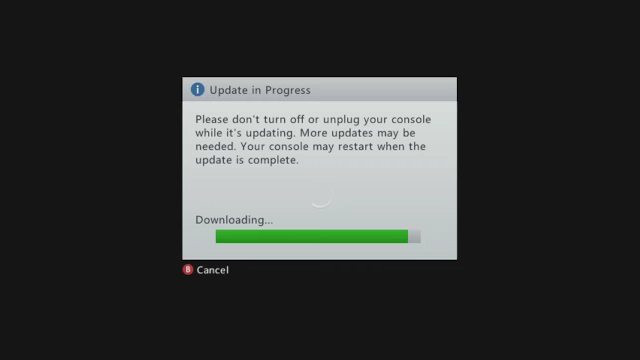 i Update in Progress
Please don't turn off or unplug your console
while it's updating. More updates may be
needed. Your console may restart when the
update is complete.
Downloading...
B Cancel